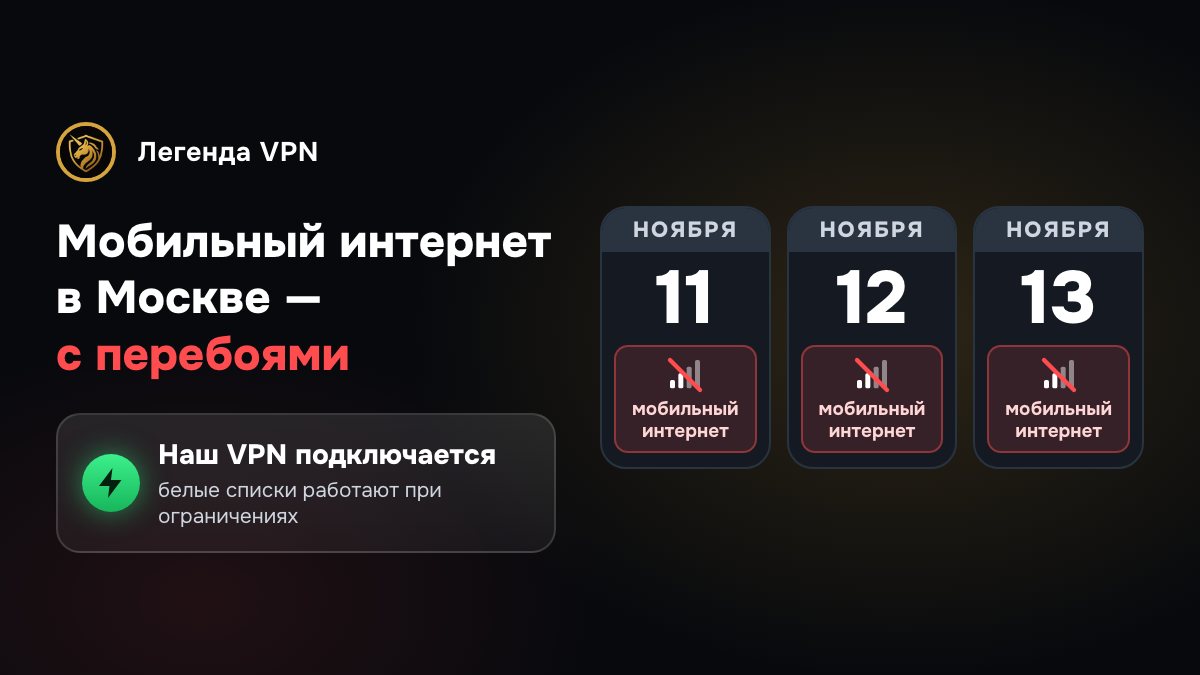 Легенда VPN
Мобильный интернет
в Москве —
с перебоями
Наш VPN подключается
белые списки работают при
ограничениях
НОЯБРЯ
11
мобильный
интернет
НОЯБРЯ
12
мобильный
интернет
НОЯБРЯ
13
мобильный
интернет